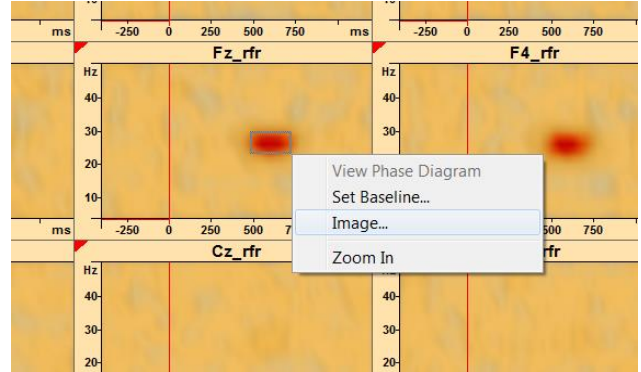 ms -250 0 250 500 750 ms -250 0 250 500 750
Fz_rfr F4_rfr
Hz Hz
40 40
30 30
20 20
10 10
View Phase Diagram
Set Baseline...
Image...
Zoom In
ms -250 0 250 500 ms 500 750
Cz_rfr rfr
Hz Hz
40 40
30 30
20 20